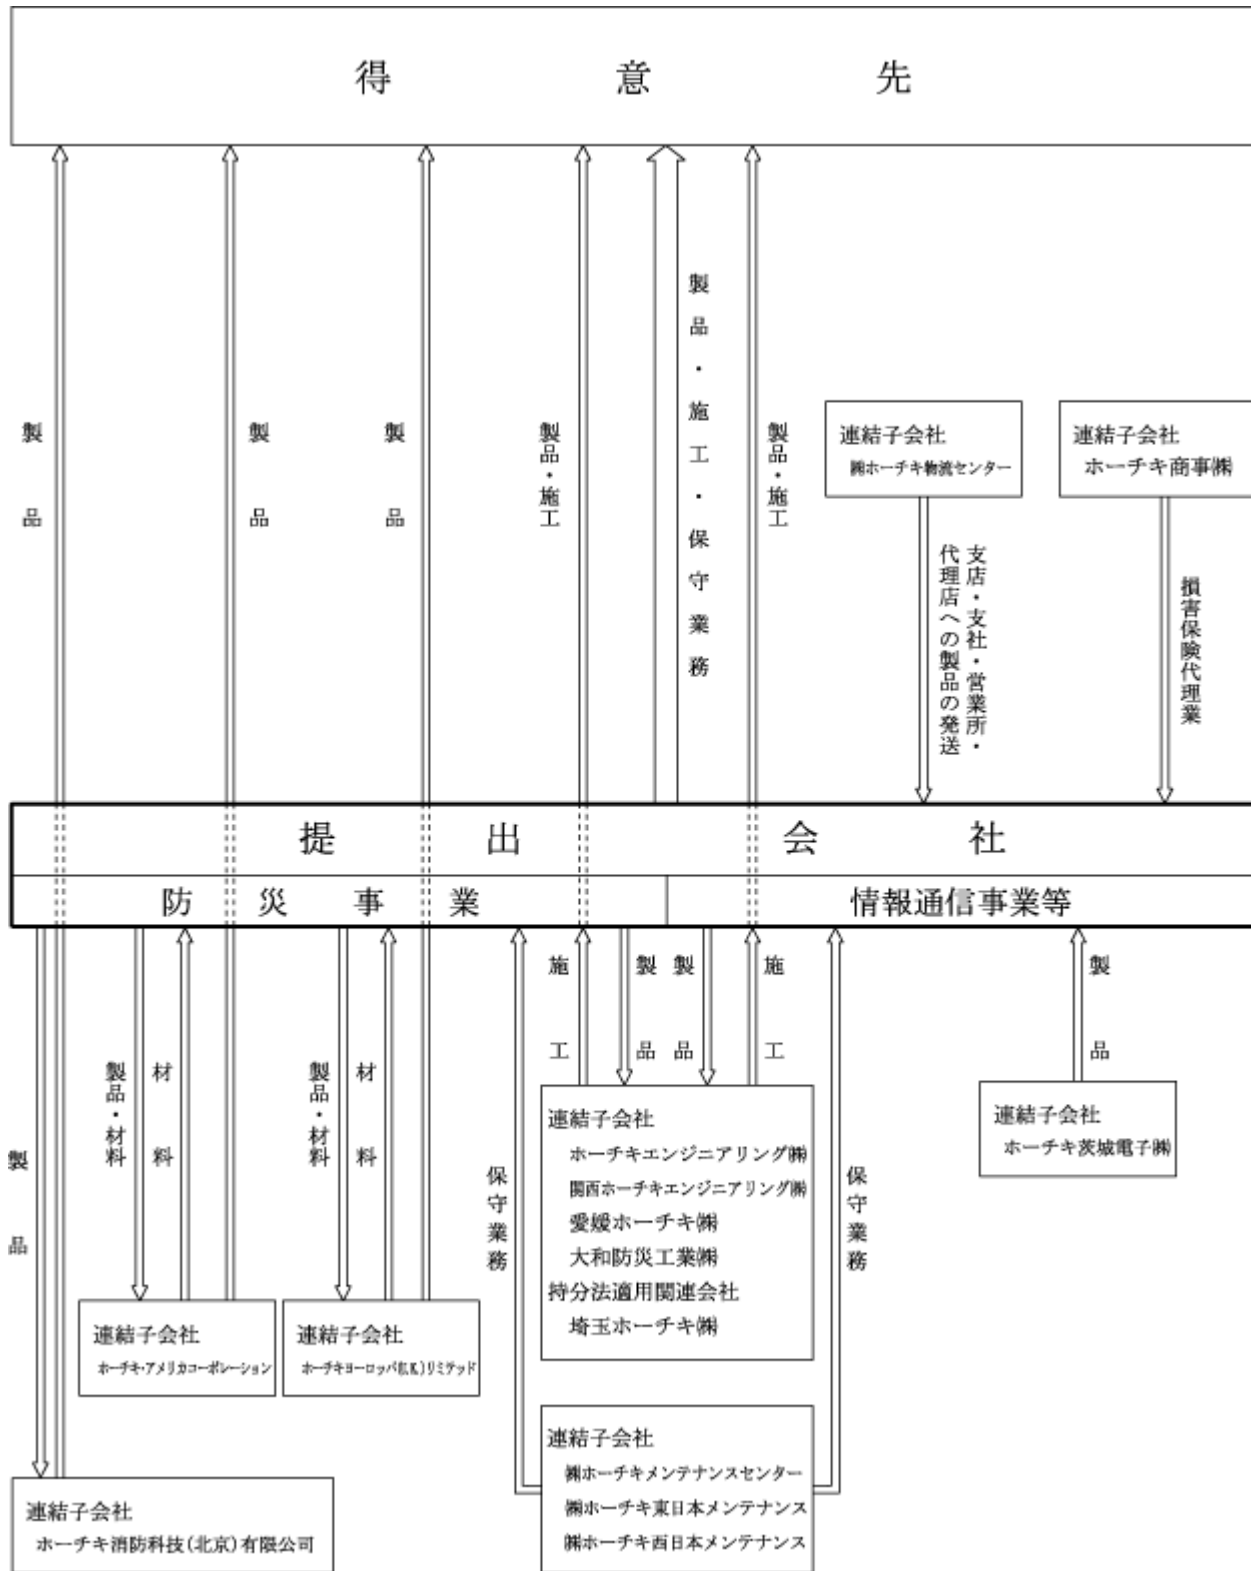 得意先
製品
製品
製品
製品・施工
製品・施工・保守業務
製品・施工
連結子会社
㈱ホーチキ物流センター
連結子会社
ホーチキ商事㈱
支店・支社・営業所・
代理店への製品の発送
損害保険代理業
提出会社
防災事業
情報通信事業等
製品
製品・材料
材料
製品・材料
材料
保守業務
施工
製品
製品
施工
保守業務
製品
連結子会社
ホーチキエンジニアリング㈱
関西ホーチキエンジニアリング㈱
愛媛ホーチキ㈱
大和防災工業㈱
持分法適用関連会社
埼玉ホーチキ㈱
連結子会社
ホーチキ茨城電子㈱
連結子会社
ホーチキ・アメリカコーポレーション
連結子会社
ホーチキヨーロッパ(U.K.)リミテッド
連結子会社
㈱ホーチキメンテナンスセンター
㈱ホーチキ東日本メンテナンス
㈱ホーチキ西日本メンテナンス
連結子会社
ホーチキ消防科技(北京)有限公司